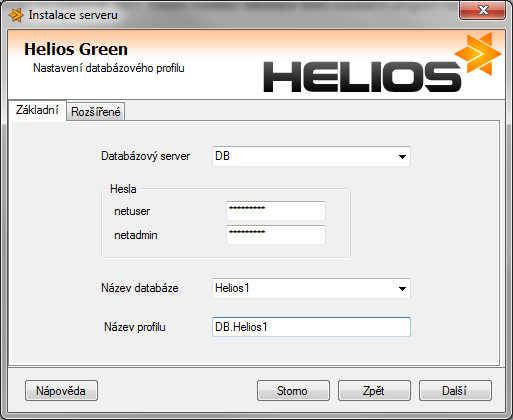 Instalace serveru
Helios Green
Nastavení databázového profilu
HELIOS
Základní Rozšířené
Databázový server DB
Hesla
netuser *********
netadmin *********
Název databáze Helios1
Název profilu DB.Helios1
Nápověda Storno Zpět Další